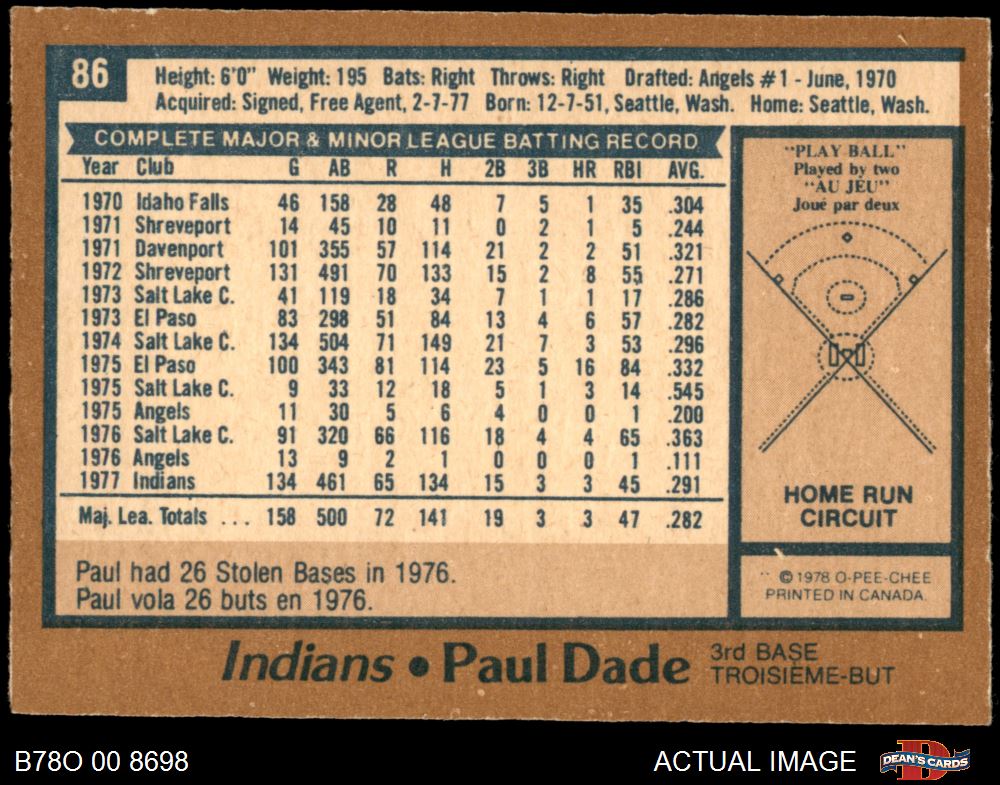 86
Height: 6'0" Weight: 195 Bats: Right Throws: Right Drafted: Angels #1 - June, 1970
Acquired: Signed, Free Agent, 2-7-77 Born: 12-7-51, Seattle, Wash. Home: Seattle, Wash.
COMPLETE MAJOR & MINOR LEAGUE BATTING RECORD
Year Club G AB R H 2B 3B HR RBI AVG.
1970 Idaho Falls 46 158 28 48 7 5 1 35 .304
1971 Shreveport 14 45 10 11 0 2 1 5 .244
1971 Davenport 101 355 57 114 21 2 2 51 .321
1972 Shreveport 131 491 70 133 15 2 8 55 .271
1973 Salt Lake C. 41 119 18 34 7 1 1 17 .286
1973 El Paso 83 298 51 84 13 4 6 57 .282
1974 Salt Lake C. 134 504 71 149 21 7 3 53 .296
1975 El Paso 100 343 81 114 23 5 16 84 .332
1975 Salt Lake C. 9 33 12 18 5 1 3 14 .545
1975 Angels 11 30 5 6 4 0 0 1 .200
1976 Salt Lake C. 91 320 66 116 18 4 4 65 .363
1976 Angels 13 9 2 1 0 0 0 1 .111
1977 Indians 134 461 65 134 15 3 3 45 .291
Maj. Lea. Totals ... 158 500 72 141 19 3 3 47 .282
Paul had 26 Stolen Bases in 1976.
Paul vola 26 buts en 1976.
"PLAY BALL"
Played by two
"AU JEU"
Joué par deux
HOME RUN
CIRCUIT
© 1978 O-PEE-CHEE
PRINTED IN CANADA.
Indians • Paul Dade
3rd BASE
TROISIÈME-BUT
B78O 00 8698
ACTUAL IMAGE
DEAN'S CARDS